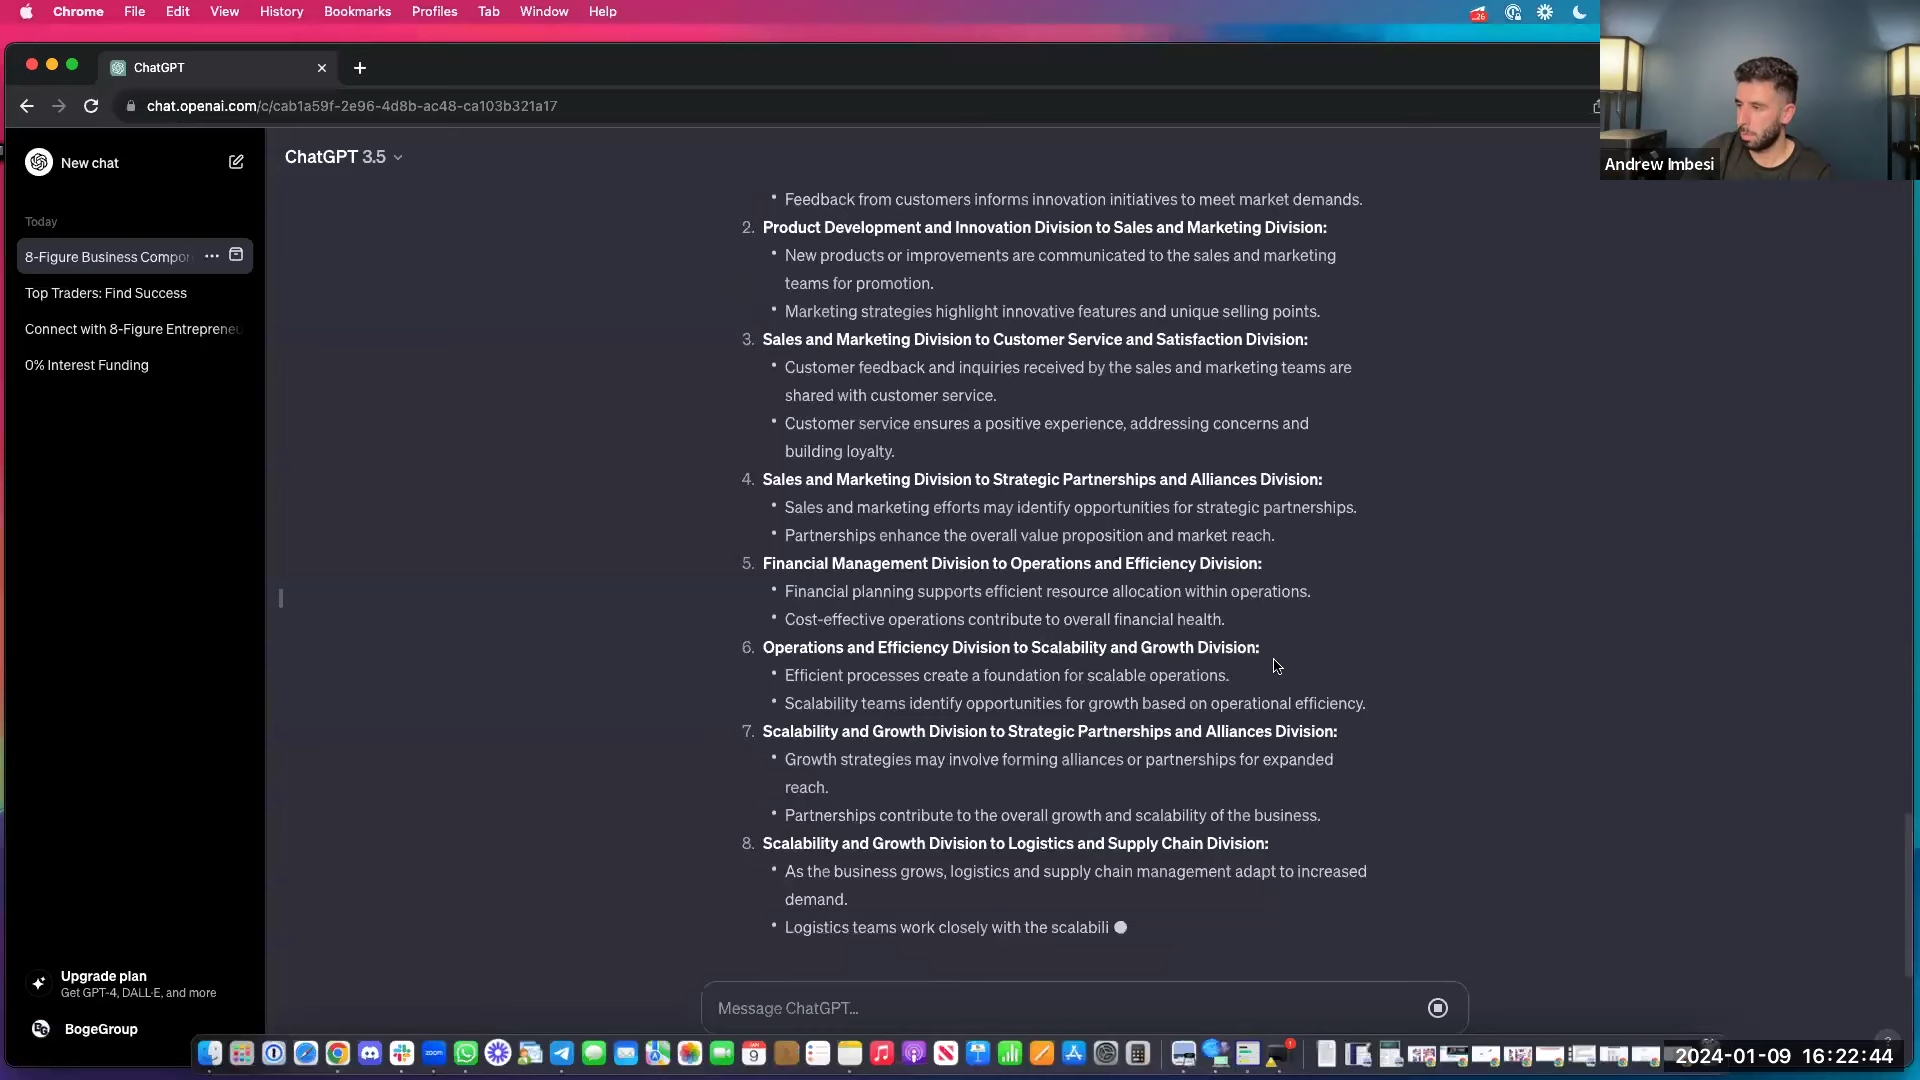 Chrome File Edit View History Bookmarks Profiles Tab Window Help
26
ChatGPT
chat.openai.com/c/cab1a59f-2e96-4d8b-ac48-ca103b321a17
Andrew Imbesi
New chat
Today
8-Figure Business Compon
Top Traders: Find Success
Connect with 8-Figure Entrepreneu
0% Interest Funding
Upgrade plan
Get GPT-4, DALL·E, and more
BogeGroup
ChatGPT 3.5
• Feedback from customers informs innovation initiatives to meet market demands.
2. Product Development and Innovation Division to Sales and Marketing Division:
• New products or improvements are communicated to the sales and marketing
teams for promotion.
• Marketing strategies highlight innovative features and unique selling points.
3. Sales and Marketing Division to Customer Service and Satisfaction Division:
• Customer feedback and inquiries received by the sales and marketing teams are
shared with customer service.
• Customer service ensures a positive experience, addressing concerns and
building loyalty.
4. Sales and Marketing Division to Strategic Partnerships and Alliances Division:
• Sales and marketing efforts may identify opportunities for strategic partnerships.
• Partnerships enhance the overall value proposition and market reach.
5. Financial Management Division to Operations and Efficiency Division:
• Financial planning supports efficient resource allocation within operations.
• Cost-effective operations contribute to overall financial health.
6. Operations and Efficiency Division to Scalability and Growth Division:
• Efficient processes create a foundation for scalable operations.
• Scalability teams identify opportunities for growth based on operational efficiency.
7. Scalability and Growth Division to Strategic Partnerships and Alliances Division:
• Growth strategies may involve forming alliances or partnerships for expanded
reach.
• Partnerships contribute to the overall growth and scalability of the business.
8. Scalability and Growth Division to Logistics and Supply Chain Division:
• As the business grows, logistics and supply chain management adapt to increased
demand.
• Logistics teams work closely with the scalabili
Message ChatGPT...
zoom
9
2024-01-09 16:22:44